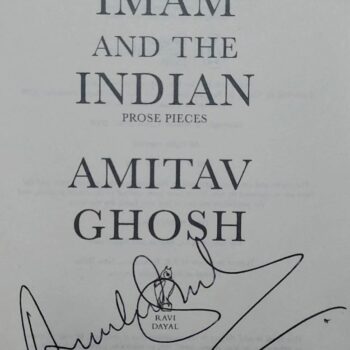 IMAM
AND THE
INDIAN
PROSE PIECES
AMITAV
GHOSH
RAVI
DAYAL